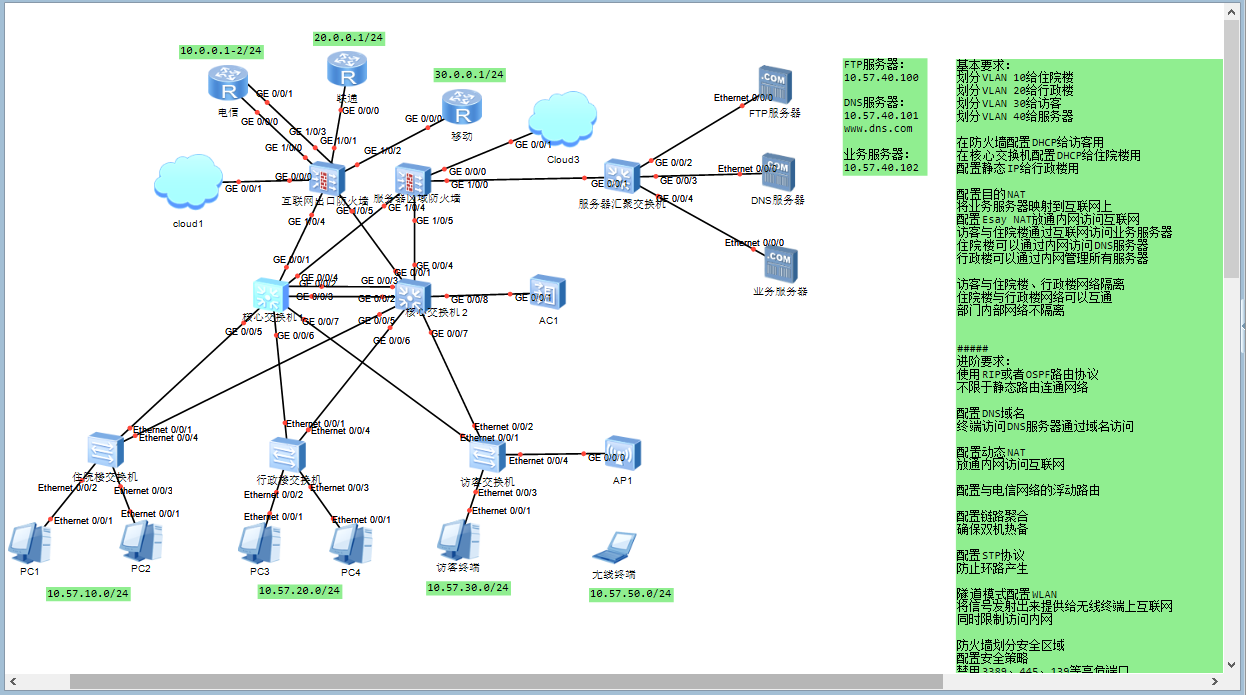 10.0.0.1-2/24
20.0.0.1/24
30.0.0.1/24
电信
联通
移动
GE 0/0/1
GE 0/0/0
GE 0/0/0
GE 0/0/0
GE 1/0/3
GE 1/0/0
GE 1/0/1
GE 1/0/2
cloud1
GE 0/0/1
GE 0/0/0
互联网出口防火墙
GE 1/0/4
GE 1/0/5
Cloud3
GE 0/0/1
GE 0/0/0
GE 1/0/0
服务器区域防火墙
GE 1/0/4
GE 1/0/5
GE 0/0/1
GE 0/0/2
GE 0/0/3
GE 0/0/4
服务器汇聚交换机
Ethernet 0/0/0
FTP服务器
Ethernet 0/0/0
DNS服务器
Ethernet 0/0/0
业务服务器
GE 0/0/1
GE 0/0/4
GE 0/0/2
GE 0/0/3
核心交换机1
GE 0/0/7
GE 0/0/5
GE 0/0/6
GE 0/0/1
GE 0/0/4
GE 0/0/3
GE 0/0/2
核心交换机2
GE 0/0/8
GE 0/0/5
GE 0/0/6
GE 0/0/7
GE 0/0/1
AC1
Ethernet 0/0/1
Ethernet 0/0/4
住院楼交换机
Ethernet 0/0/2
Ethernet 0/0/3
Ethernet 0/0/1
Ethernet 0/0/1
PC1
PC2
10.57.10.0/24
Ethernet 0/0/1
Ethernet 0/0/4
行政楼交换机
Ethernet 0/0/2
Ethernet 0/0/3
Ethernet 0/0/1
Ethernet 0/0/1
PC3
PC4
10.57.20.0/24
Ethernet 0/0/2
Ethernet 0/0/1
Ethernet 0/0/4
GE 0/0/0
AP1
访客交换机
Ethernet 0/0/3
Ethernet 0/0/1
访客终端
10.57.30.0/24
无线终端
10.57.50.0/24
FTP服务器:
10.57.40.100
DNS服务器:
10.57.40.101
www.dns.com
业务服务器:
10.57.40.102
基本要求:
划分VLAN 10给住院楼
划分VLAN 20给行政楼
划分VLAN 30给访客
划分VLAN 40给服务器
在防火墙配置DHCP给访客用
在核心交换机配置DHCP给住院楼用
配置静态IP给行政楼用
配置目的NAT
将业务服务器映射到互联网上
配置Esay NAT放通内网访问互联网
访客与住院楼通过互联网访问业务服务器
住院楼可以通过内网访问DNS服务器
行政楼可以通过内网管理所有服务器
访客与住院楼、行政楼网络隔离
住院楼与行政楼网络可以互通
部门内部网络不隔离
#####
进阶要求:
使用RIP或者OSPF路由协议
不限于静态路由连通网络
配置DNS域名
终端访问DNS服务器通过域名访问
配置动态NAT
放通内网访问互联网
配置与电信网络的浮动路由
配置链路聚合
确保双机热备
配置STP协议
防止环路产生
隧道模式配置WLAN
将信号发射出来提供给无线终端上互联网
同时限制访问内网
防火墙划分安全区域
配置安全策略
禁用3389、445、139等高危端口